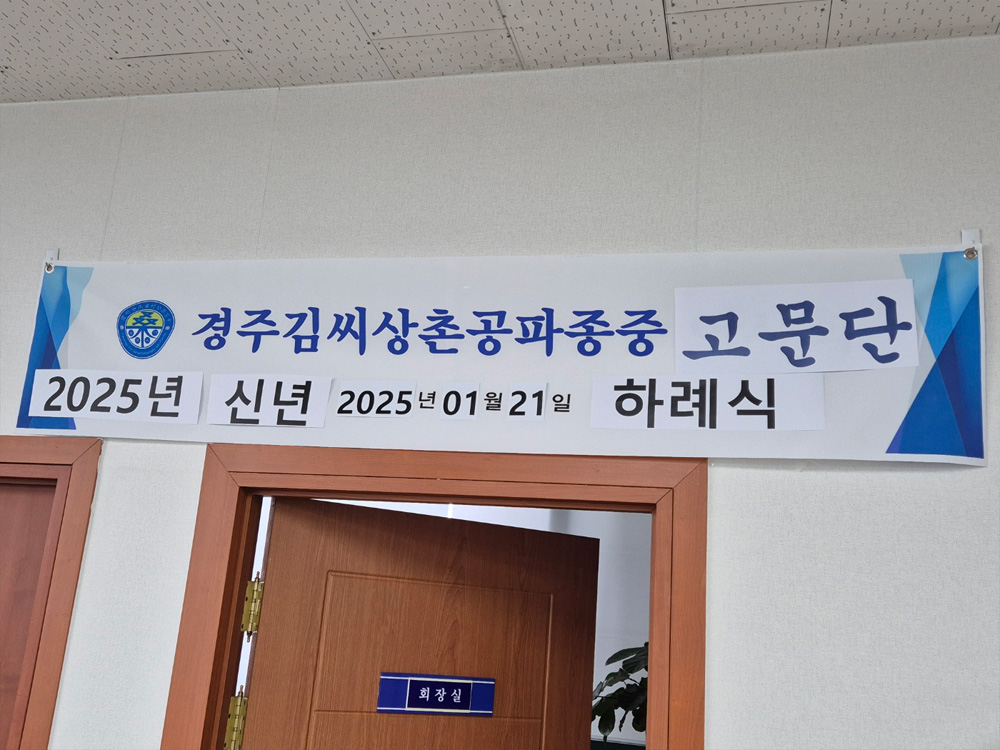 경주김씨상촌공파종중 고문단
2025년 신년 2025년 01월 21일 하례식
회장실